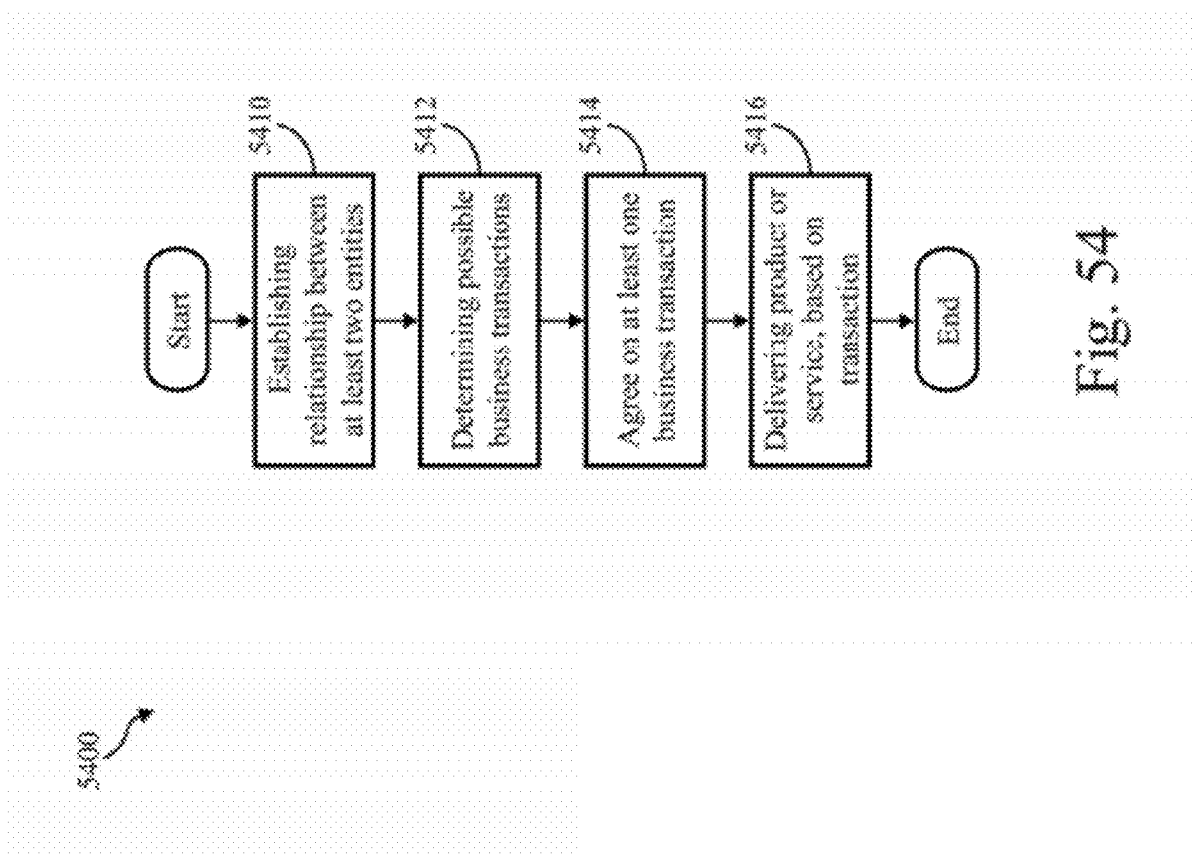 5400
Start
Establishing
relationship between
at least two entities
5410
Determining possible
business transactions
5412
Agree on at least one
business transaction
5414
Delivering product or
service, based on
transaction
5416
End
Fig. 54